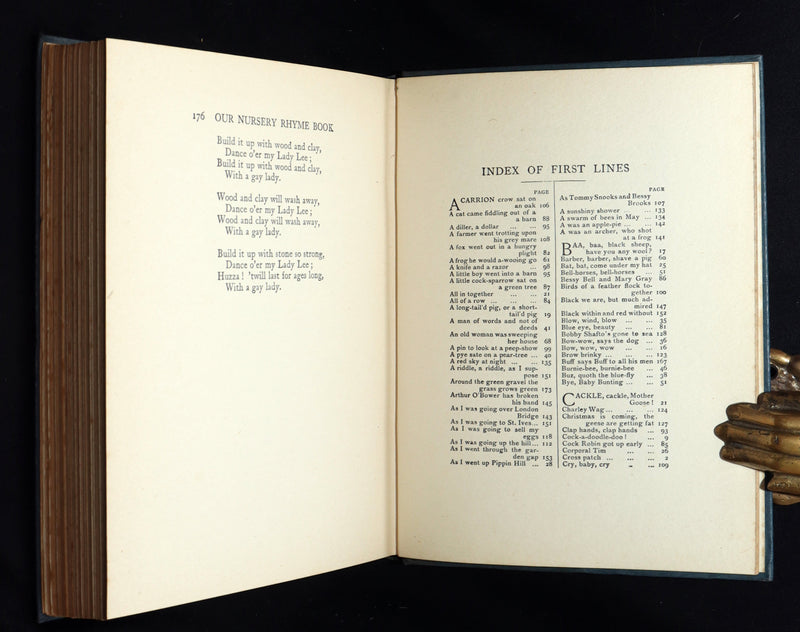 176 OUR NURSERY RHYME BOOK
Build it up with wood and clay,
Dance o'er my Lady Lee;
Build it up with wood and clay,
With a gay lady.
Wood and clay will wash away,
Dance o'er my Lady Lee;
Wood and clay will wash away,
With a gay lady.
Build it up with stone so strong,
Dance o'er my Lady Lee;
Huzza! 'twill last for ages long,
With a gay lady.
INDEX OF FIRST LINES
PAGE
A CARRION crow sat on
an oak 106
A cat came fiddling out of a
a barn 88
A diller, a dollar ... ... 95
A farmer went trotting upon
his grey mare 108
A fox went out in a hungry
plight 82
A frog he would a-wooing go 61
A knife and a razor ... 98
A little boy went into a barn 95
A little cock-sparrow sat on
a green tree 87
All in together ... ... 21
All of a row ... ... ... 84
A long-tail'd pig, or a short-
tail'd pig 19
A man of words and not of
deeds 41
An old woman was sweeping
her house 68
A pin to look at a peep-show 99
A pye sate on a pear-tree ... 40
A red sky at night ... ... 135
A riddle, a riddle, as I sup-
pose 151
Around the green gravel the
grass grows green 173
Arthur O'Bower has broken
his band 145
As I was going over London
Bridge 143
As I was going to St. Ives... 151
As I was going to sell my
eggs 118
As I was going up the hill... 112
As I went through the gar-
den gap 153
As I went up Pippin Hill ... 28
PAGE
As Tommy Snooks and Bessy
Brooks 107
A sunshiny shower ... ... 133
A swarm of bees in May ... 134
A was an apple-pie ... ... 142
A was an archer, who shot
at a frog 141
BAA, baa, black sheep,
have you any wool? 17
Barber, barber, shave a pig 60
Bat, bat, come under my hat 25
Bell-horses, bell-horses ... 51
Bessy Bell and Mary Gray 86
Birds of a feather flock to-
gether 100
Black we are, but much ad-
mired 147
Black within and red without 152
Blow, wind, blow ... ... 35
Blue eye, beauty ... ... 81
Bobby Shafto's gone to sea 128
Bow-wow, says the dog ... 36
Bow, wow, wow ... ... 16
Brow brinky ... ... ... 123
Buff says Buff to all his men 167
Burnie-bee, burnie-bee ... 46
Buz, quoth the blue-fly ... 38
Bye, Baby Bunting ... ... 51
CACKLE, cackle, Mother
Goose! 21
Charley Wag ... ... ... 124
Christmas is coming, the
geese are getting fat 127
Clap hands, clap hands ... 93
Cock-a-doodle-doo! ... 9
Cock Robin got up early ... 85
Corporal Tim ... ... 26
Cross patch ... ... ... 2
Cry, baby, cry ... ... 109